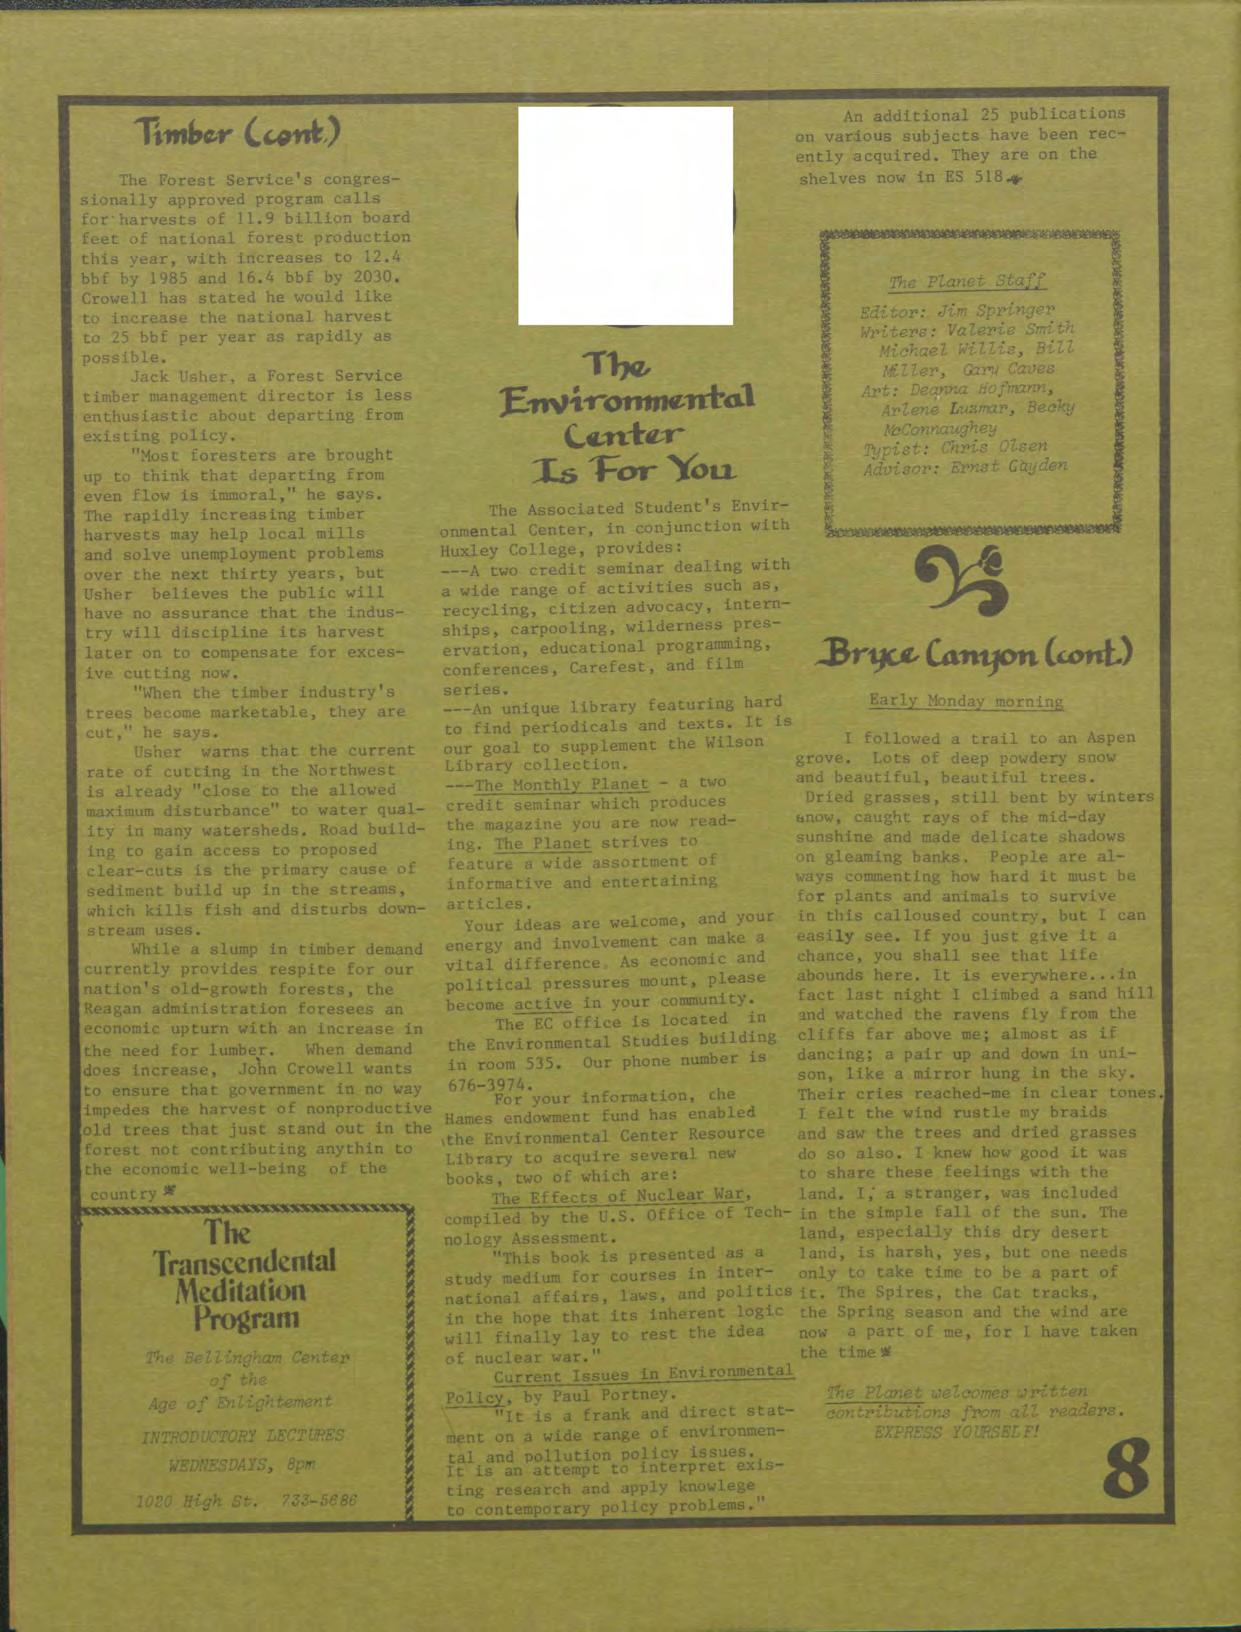 Timber (cont.)
The Forest Service's congres-
sionally approved program calls
for harvests of 11.9 billion board
feet of national forest production
this year, with increases to 12.4
bbf by 1985 and 16.4 bbf by 2030.
Crowell has stated he would like
to increase the national harvest
to 25 bbf per year as rapidly as
possible.
Jack Usher, a Forest Service
timber management director is less
enthusiastic about departing from
existing policy.
"Most foresters are brought
up to think that departing from
even flow is immoral," he says.
The rapidly increasing timber
harvests may help local mills
and solve unemployment problems
over the next thirty years, but
Usher believes the public will
have no assurance that the indus-
try will discipline its harvest
later on to compensate for exces-
ive cutting now.
"When the timber industry's
trees become marketable, they are
cut," he says.
Usher warns that the current
rate of cutting in the Northwest
is already "close to the allowed
maximum disturbance" to water qual-
ity in many watersheds. Road build-
ing to gain access to proposed
clear-cuts is the primary cause of
sediment build up in the streams,
which kills fish and disturbs down-
stream uses.
While a slump in timber demand
currently provides respite for our
nation's old-growth forests, the
Reagan administration foresees an
economic upturn with an increase in
the need for lumber. When demand
does increase, John Crowell wants
to ensure that government in no way
impedes the harvest of nonproductive
old trees that just stand out in the
forest not contributing anythin to
the economic well-being of the
country
The
Transcendental
Meditation
Program
The Bellingham Center
of the
Age of Enlightement
INTRODUCTORY LECTURES
WEDNESDAYS, 8pm
1020 High St. 733-5686
The
Environmental
Center
Is For You
The Associated Student's Envir-
onmental Center, in conjunction with
Huxley College, provides:
---A two credit seminar dealing with
a wide range of activities such as,
recycling, citizen advocacy, intern-
ships, carpooling, wilderness pres-
ervation, educational programming,
conferences, Carefest, and film
series.
---An unique library featuring hard
to find periodicals and texts. It is
our goal to supplement the Wilson
Library collection.
---The Monthly Planet - a two
credit seminar which produces
the magazine you are now read-
ing. The Planet strives to
feature a wide assortment of
informative and entertaining
articles.
Your ideas are welcome, and your
energy and involvement can make a
vital difference. As economic and
political pressures mount, please
become active in your community.
The EC office is located in
the Environmental Studies building
in room 535. Our phone number is
676-3974.
For your information, che
Hames endowment fund has enabled
the Environmental Center Resource
Library to acquire several new
books, two of which are:
The Effects of Nuclear War,
compiled by the U.S. Office of Tech-
nology Assessment.
"This book is presented as a
study medium for courses in inter-
national affairs, laws, and politics
in the hope that its inherent logic
will finally lay to rest the idea
of nuclear war."
Current Issues in Environmental
Policy, by Paul Portney.
"It is a frank and direct stat-
ment on a wide range of environmen-
tal and pollution policy issues.
It is an attempt to interpret exis-
ting research and apply knowlege
to contemporary policy problems."
An additional 25 publications
on various subjects have been rec-
ently acquired. They are on the
shelves now in ES 518.
The Planet Staff
Editor: Jim Springer
Writers: Valerie Smith
Michael Willis, Bill
Miller, Gary Caves
Art: Deanna Hofmann,
Arlene Luzmar, Becky
McConnaughey
Typist: Chris Olsen
Advisor: Ernst Gayden
Bryce Canyon (cont.)
Early Monday morning
I followed a trail to an Aspen
grove. Lots of deep powdery snow
and beautiful, beautiful trees.
Dried grasses, still bent by winters
snow, caught rays of the mid-day
sunshine and made delicate shadows
on gleaming banks. People are al-
ways commenting how hard it must be
for plants and animals to survive
in this calloused country, but I can
easily see. If you just give it a
chance, you shall see that life
abounds here. It is everywhere...in
fact last night I climbed a sand hill
and watched the ravens fly from the
cliffs far above me; almost as if
dancing; a pair up and down in uni-
son, like a mirror hung in the sky.
Their cries reached-me in clear tones.
I felt the wind rustle my braids
and saw the trees and dried grasses
do so also. I knew how good it was
to share these feelings with the
land. I, a stranger, was included
in the simple fall of the sun. The
land, especially this dry desert
land, is harsh, yes, but one needs
only to take time to be a part of
it. The Spires, the Cat tracks,
the Spring season and the wind are
now a part of me, for I have taken
the time
The Planet welcomes written
contributions from all readers.
EXPRESS YOURSELF!
8